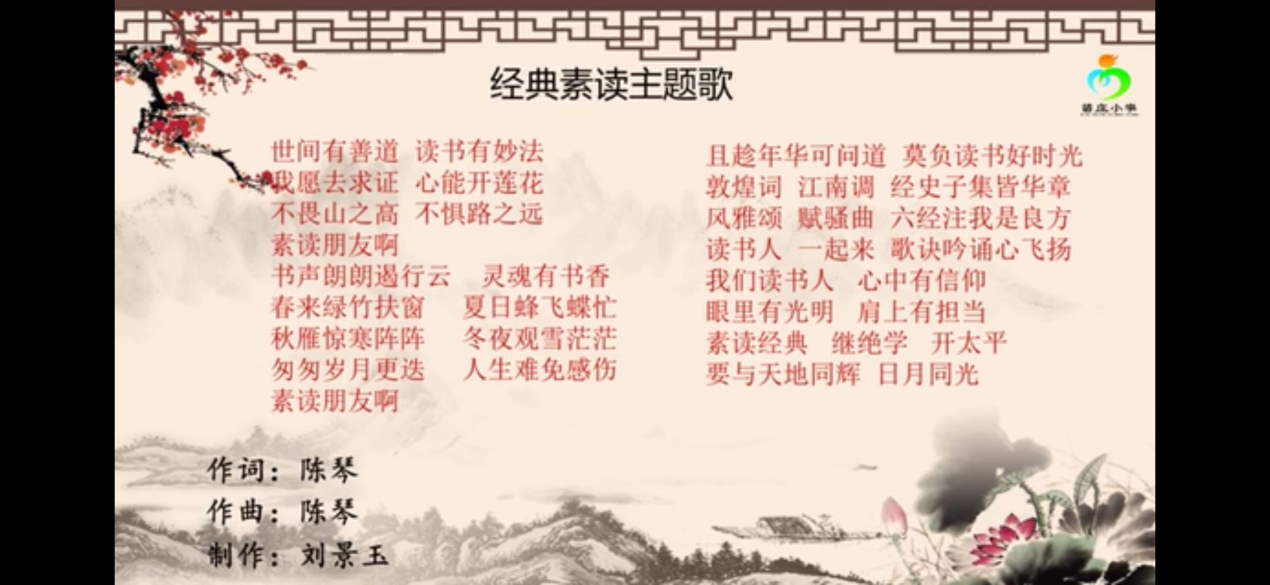 经典素读主题歌
世间有善道 读书有妙法
我愿去求证 心能开莲花
不畏山之高 不惧路之远
素读朋友啊
书声朗朗遏行云 灵魂有书香
春来绿竹扶窗 夏日蜂飞蝶忙
秋雁惊寒阵阵 冬夜观雪茫茫
匆匆岁月更迭 人生难免感伤
素读朋友啊
且趁年华可问道 莫负读书好时光
敦煌词 江南调 经史子集皆华章
风雅颂 赋骚曲 六经注我是良方
读书人 一起来 歌诀吟诵心飞扬
我们读书人 心中有信仰
眼里有光明 肩上有担当
素读经典 继绝学 开太平
要与天地同辉 日月同光
作词：陈琴
作曲：陈琴
制作：刘景玉